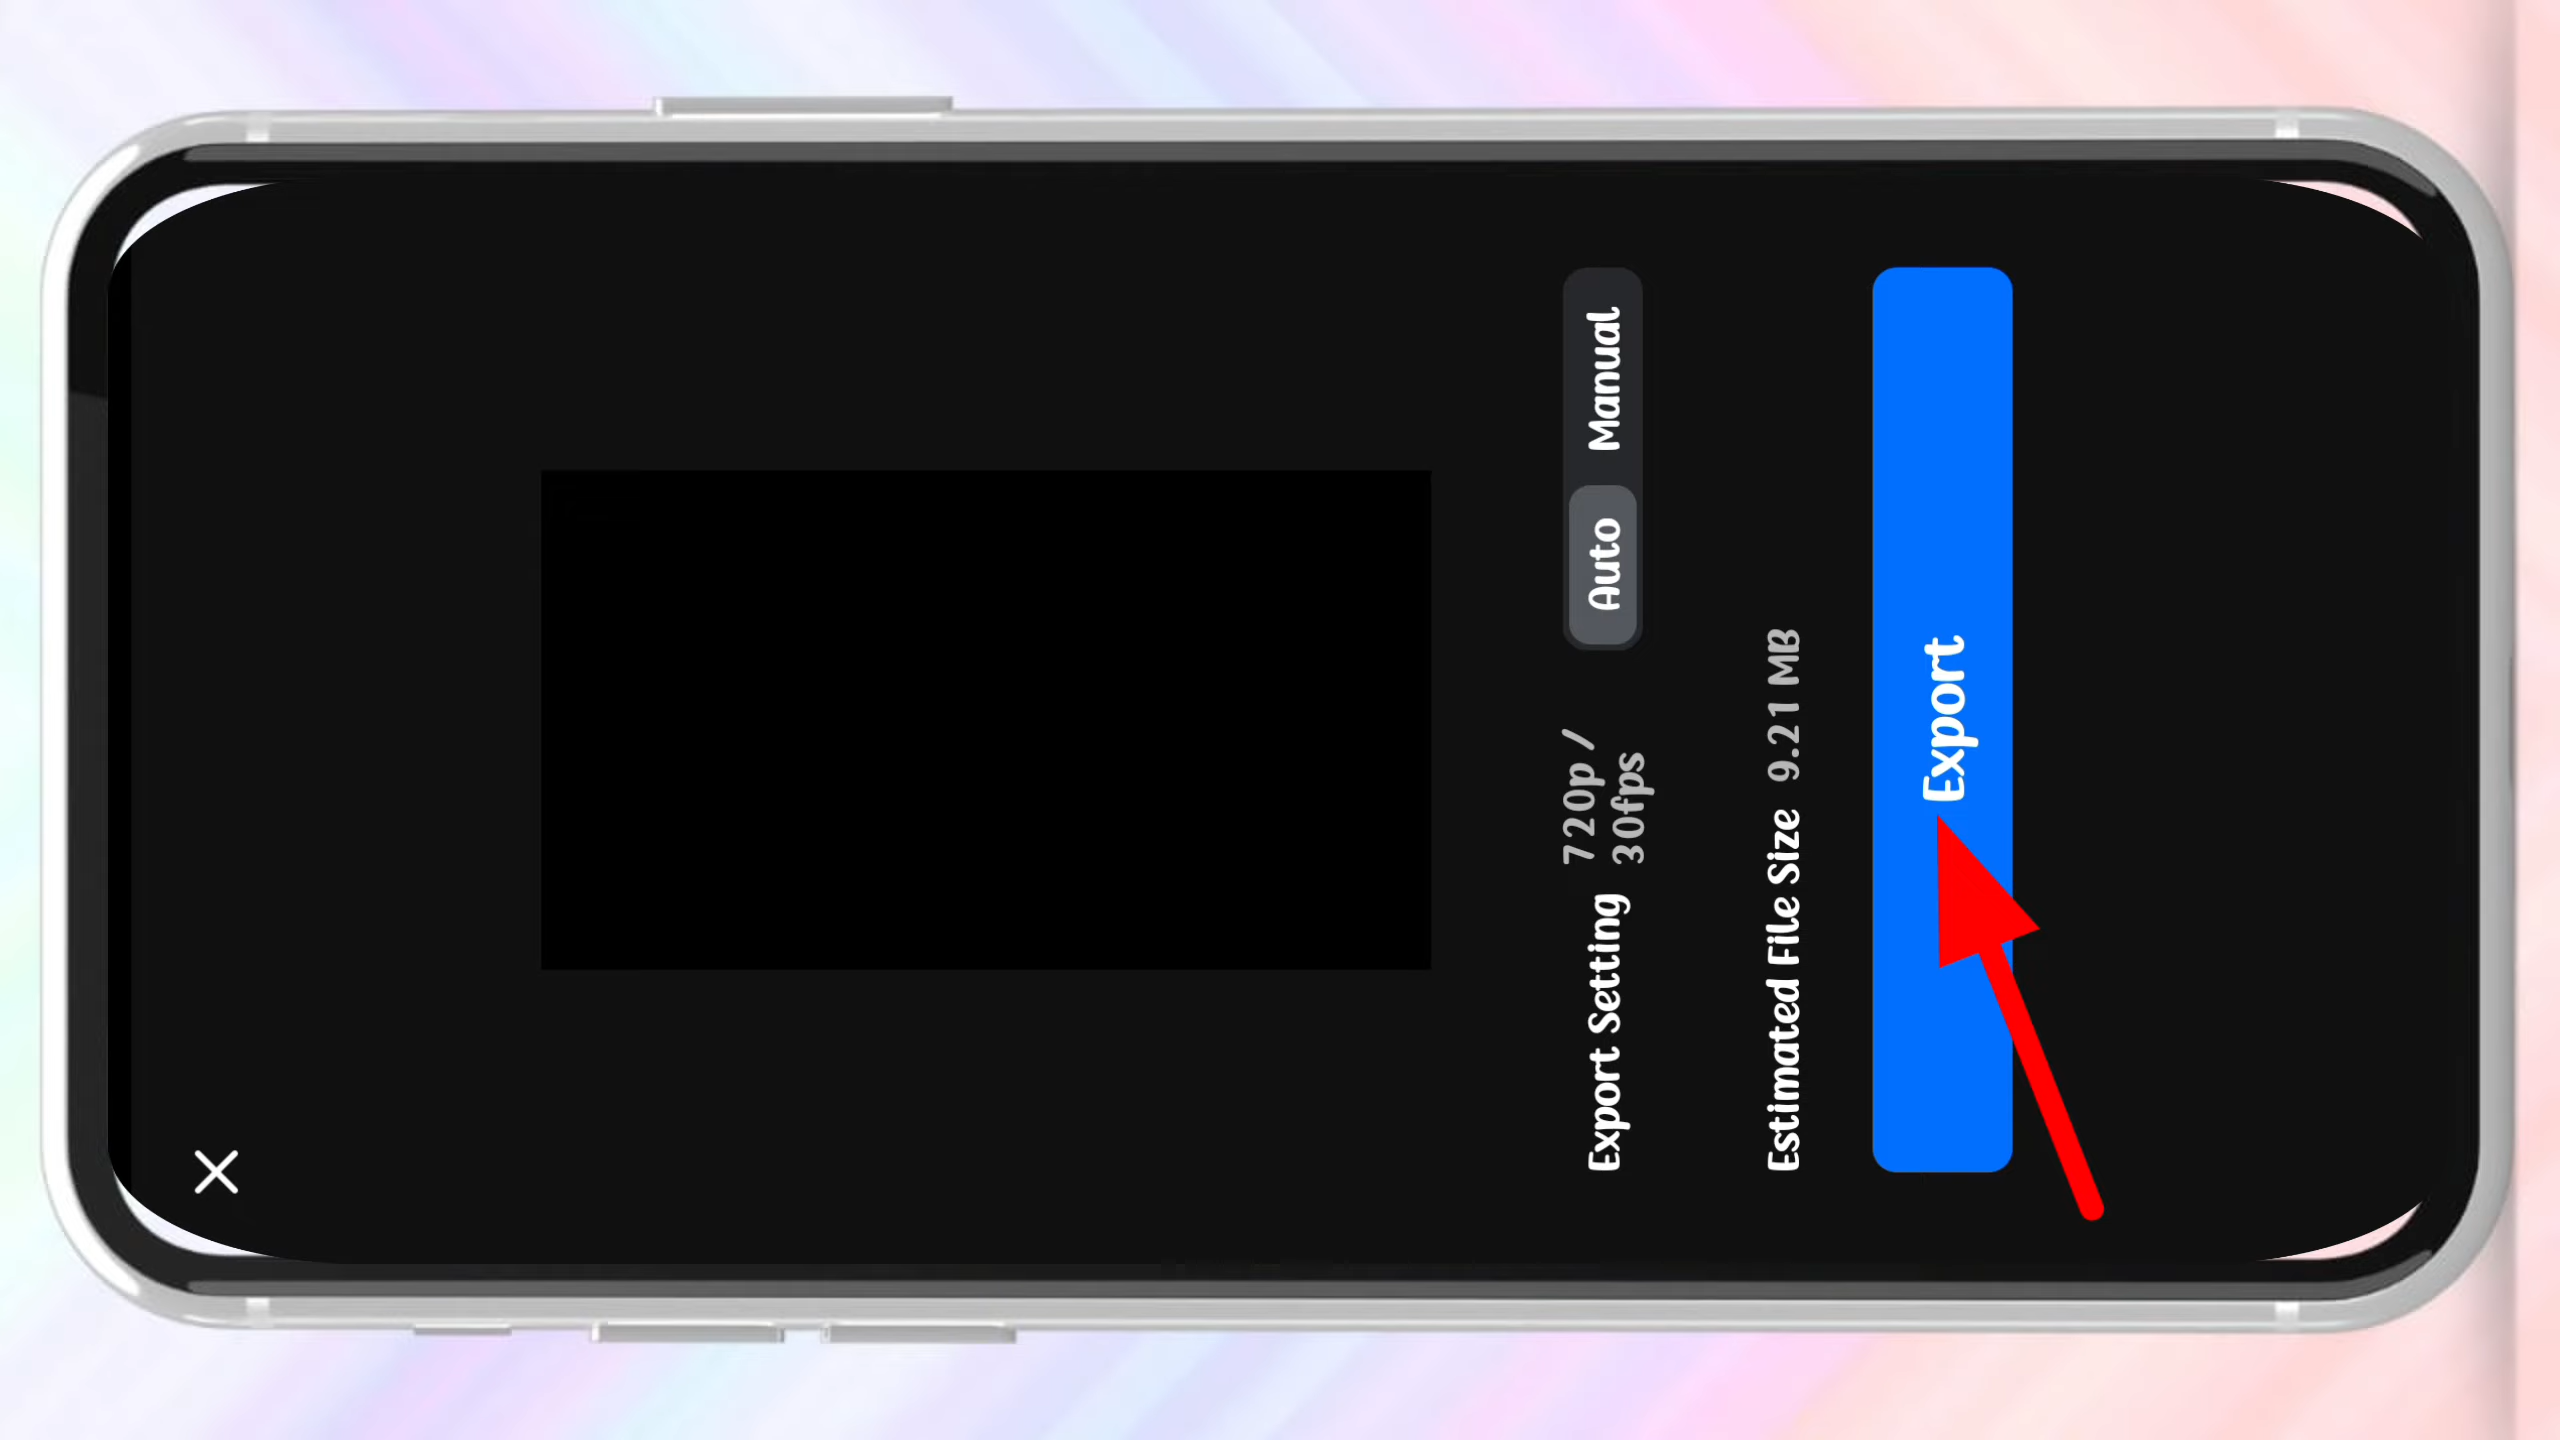 Export Setting
720p /
30fps
Auto
Manual
Estimated File Size 9.21 MB
Export